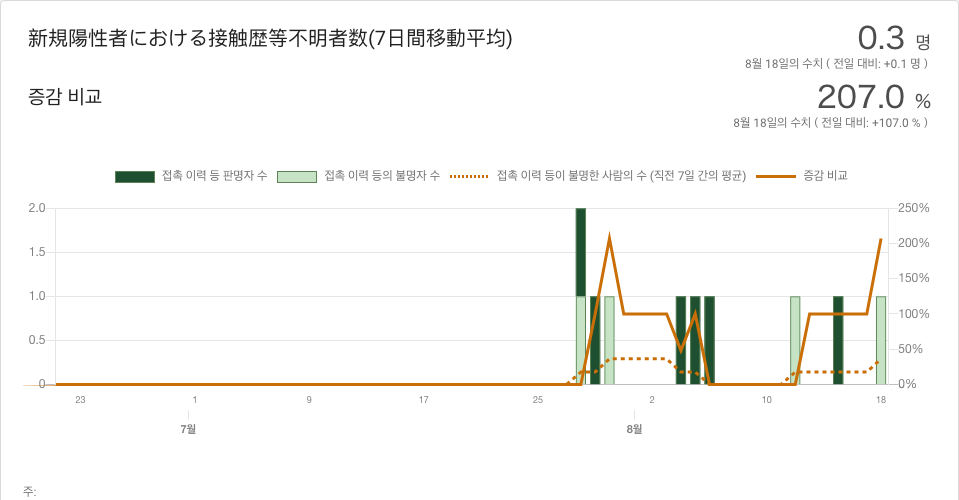 新規陽性者における接触歴等不明者数(7日間移動平均)
0.3 명
8월 18일의 수치 ( 전일 대비: +0.1 명 )
증감 비교
207.0 %
8월 18일의 수치 ( 전일 대비: +107.0 % )
접촉 이력 등 판명자 수 접촉 이력 등의 불명자 수 접촉 이력 등이 불명한 사람의 수 (직전 7일 간의 평균) 증감 비교
2.0 250%
200%
1.5
150%
1.0
100%
0.5
50%
0 0%
23 1 9 17 25 2 10 18
7월 8월
주: